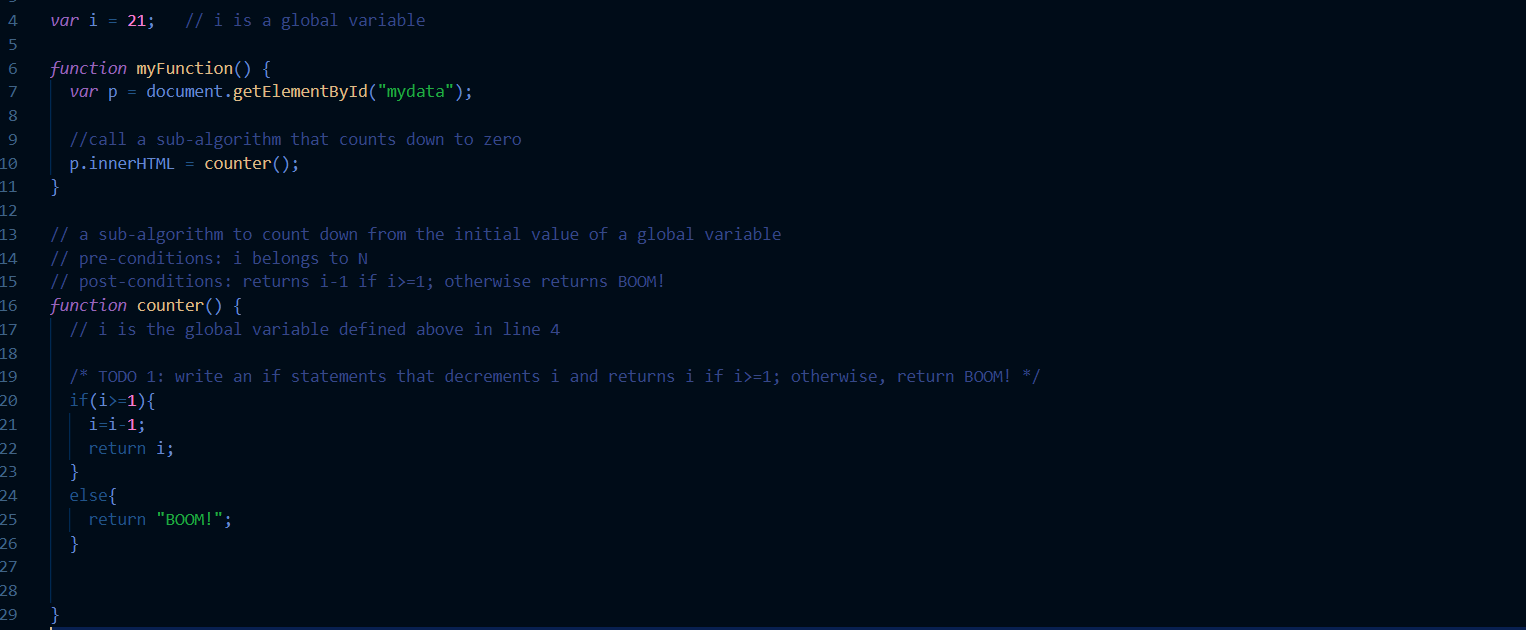 4 var i = 21;   // i is a global variable
5
6 function myFunction() {
7   var p = document.getElementById("mydata");
8
9   //call a sub-algorithm that counts down to zero
10   p.innerHTML = counter();
11 }
12
13 // a sub-algorithm to count down from the initial value of a global variable
14 // pre-conditions: i belongs to N
15 // post-conditions: returns i-1 if i>=1; otherwise returns BOOM!
16 function counter() {
17   // i is the global variable defined above in line 4
18
19   /* TODO 1: write an if statements that decrements i and returns i if i>=1; otherwise, return BOOM! */
20   if(i>=1){
21     i=i-1;
22     return i;
23   }
24   else{
25     return "BOOM!";
26   }
27
28
29 }